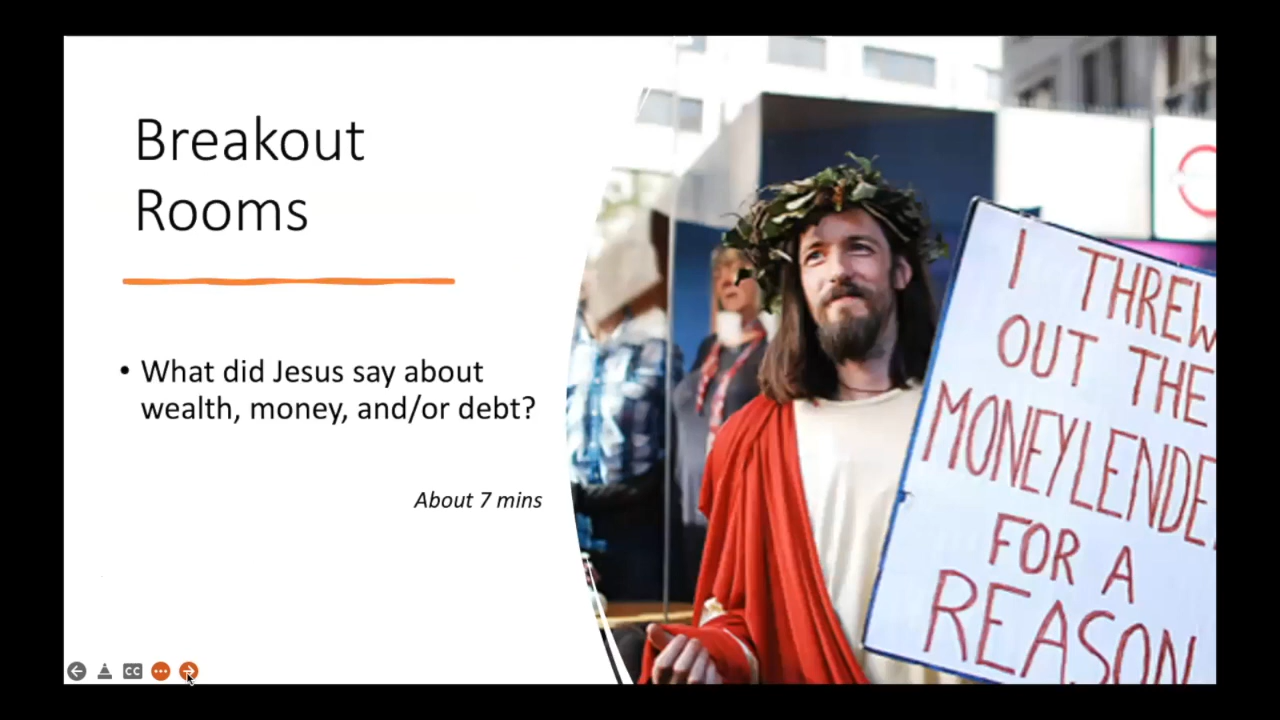 Breakout
Rooms
• What did Jesus say about
wealth, money, and/or debt?
About 7 mins
I THREW
OUT THE
MONEYLENDE
FOR A
REASON
CC